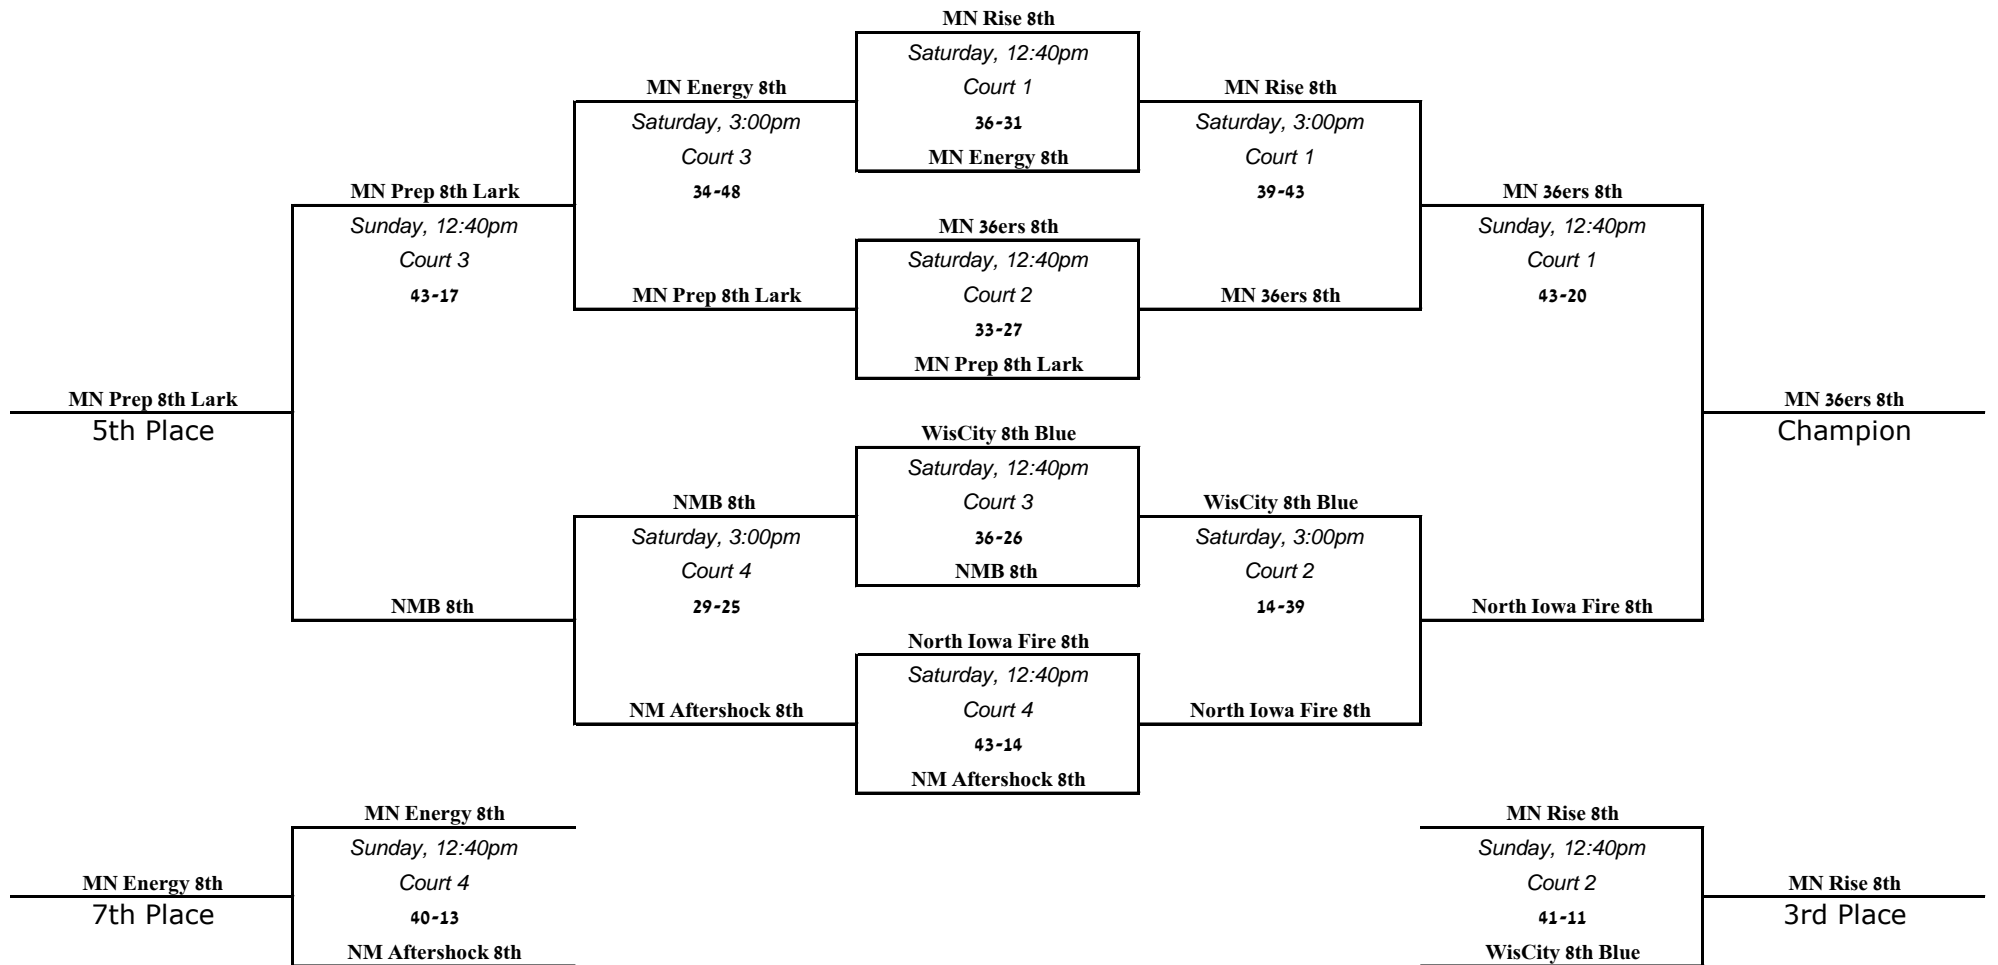 MN Rise 8th
Saturday, 12:40pm
Court 1
36-31
MN Energy 8th
MN Energy 8th
Saturday, 3:00pm
Court 3
34-48
MN Prep 8th Lark
MN Rise 8th
Saturday, 3:00pm
Court 1
39-43
MN 36ers 8th
MN Prep 8th Lark
Sunday, 12:40pm
Court 3
43-17
NMB 8th
MN 36ers 8th
Saturday, 12:40pm
Court 2
33-27
MN Prep 8th Lark
MN 36ers 8th
Sunday, 12:40pm
Court 1
43-20
North Iowa Fire 8th
MN Prep 8th Lark
5th Place
MN 36ers 8th
Champion
WisCity 8th Blue
Saturday, 12:40pm
Court 3
36-26
NMB 8th
NMB 8th
Saturday, 3:00pm
Court 4
29-25
NM Aftershock 8th
WisCity 8th Blue
Saturday, 3:00pm
Court 2
14-39
North Iowa Fire 8th
North Iowa Fire 8th
Saturday, 12:40pm
Court 4
43-14
NM Aftershock 8th
MN Energy 8th
Sunday, 12:40pm
Court 4
40-13
NM Aftershock 8th
MN Energy 8th
7th Place
MN Rise 8th
Sunday, 12:40pm
Court 2
41-11
WisCity 8th Blue
MN Rise 8th
3rd Place